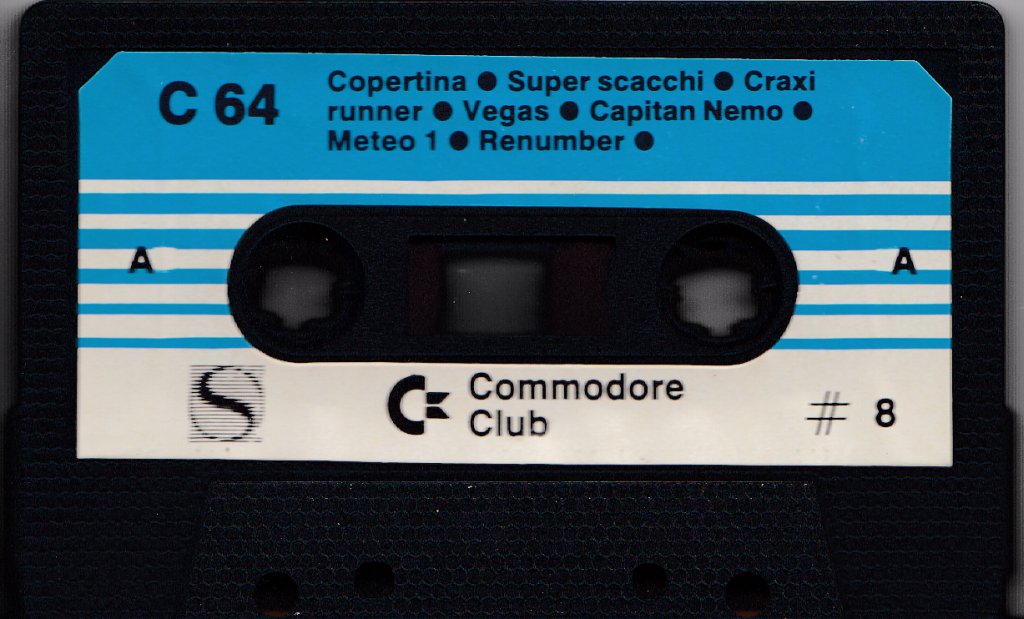 C 64
Copertina ● Super scacchi ● Craxi
runner ● Vegas ● Capitan Nemo ●
Meteo 1 ● Renumber ●
A
A
S
Commodore
Club
# 8